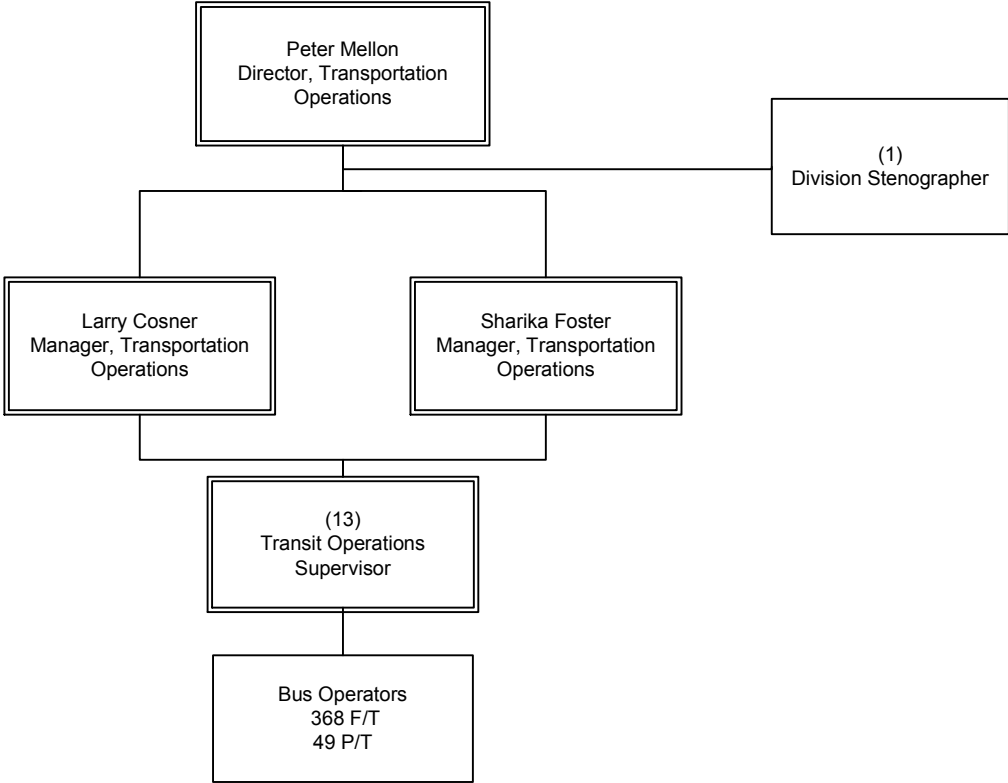 Peter Mellon
Director, Transportation
Operations
(1)
Division Stenographer
Larry Cosner
Manager, Transportation
Operations
Sharika Foster
Manager, Transportation
Operations
(13)
Transit Operations
Supervisor
Bus Operators
368 F/T
49 P/T